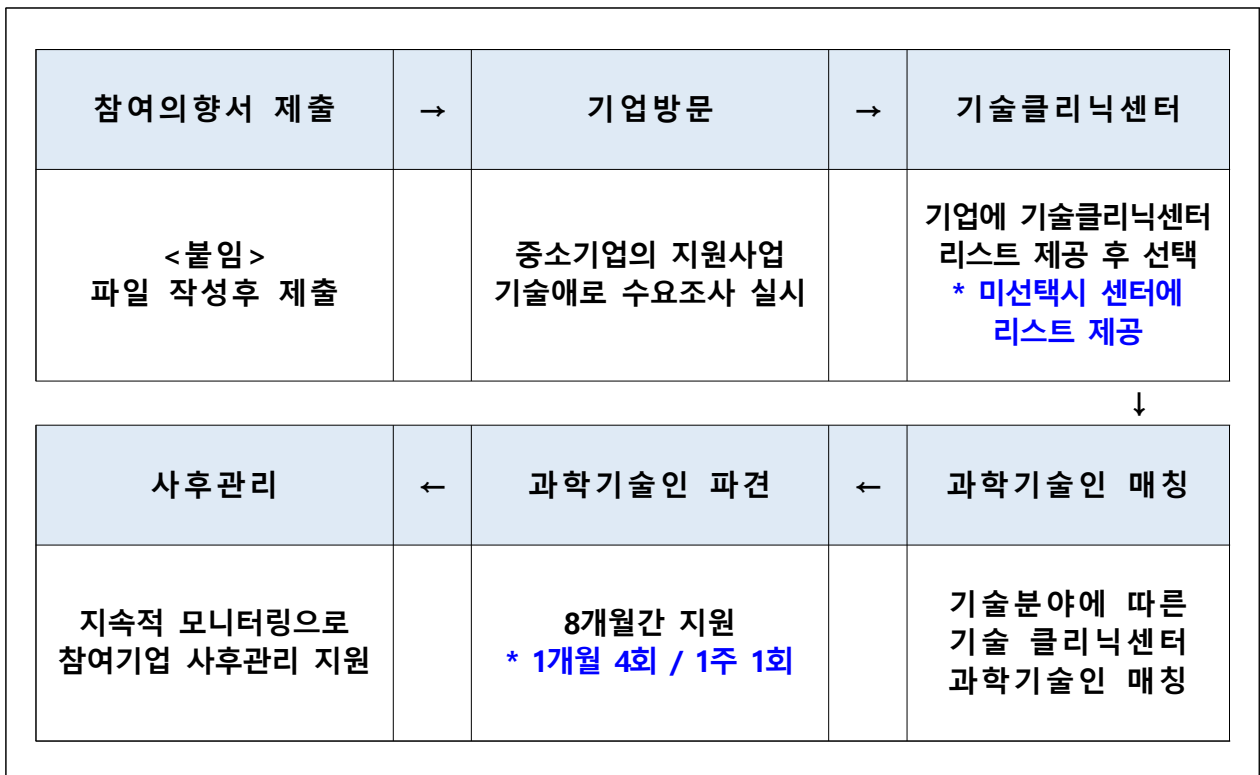 참여의향서 제출 → 기업방문 → 기술클리닉센터
<붙임>
파일 작성후 제출
중소기업의 지원사업
기술애로 수요조사 실시
기업에 기술클리닉센터
리스트 제공 후 선택
* 미선택시 센터에
리스트 제공
↓
사후관리 ← 과학기술인 파견 ← 과학기술인 매칭
지속적 모니터링으로
참여기업 사후관리 지원
8개월간 지원
* 1개월 4회 / 1주 1회
기술분야에 따른
기술 클리닉센터
과학기술인 매칭